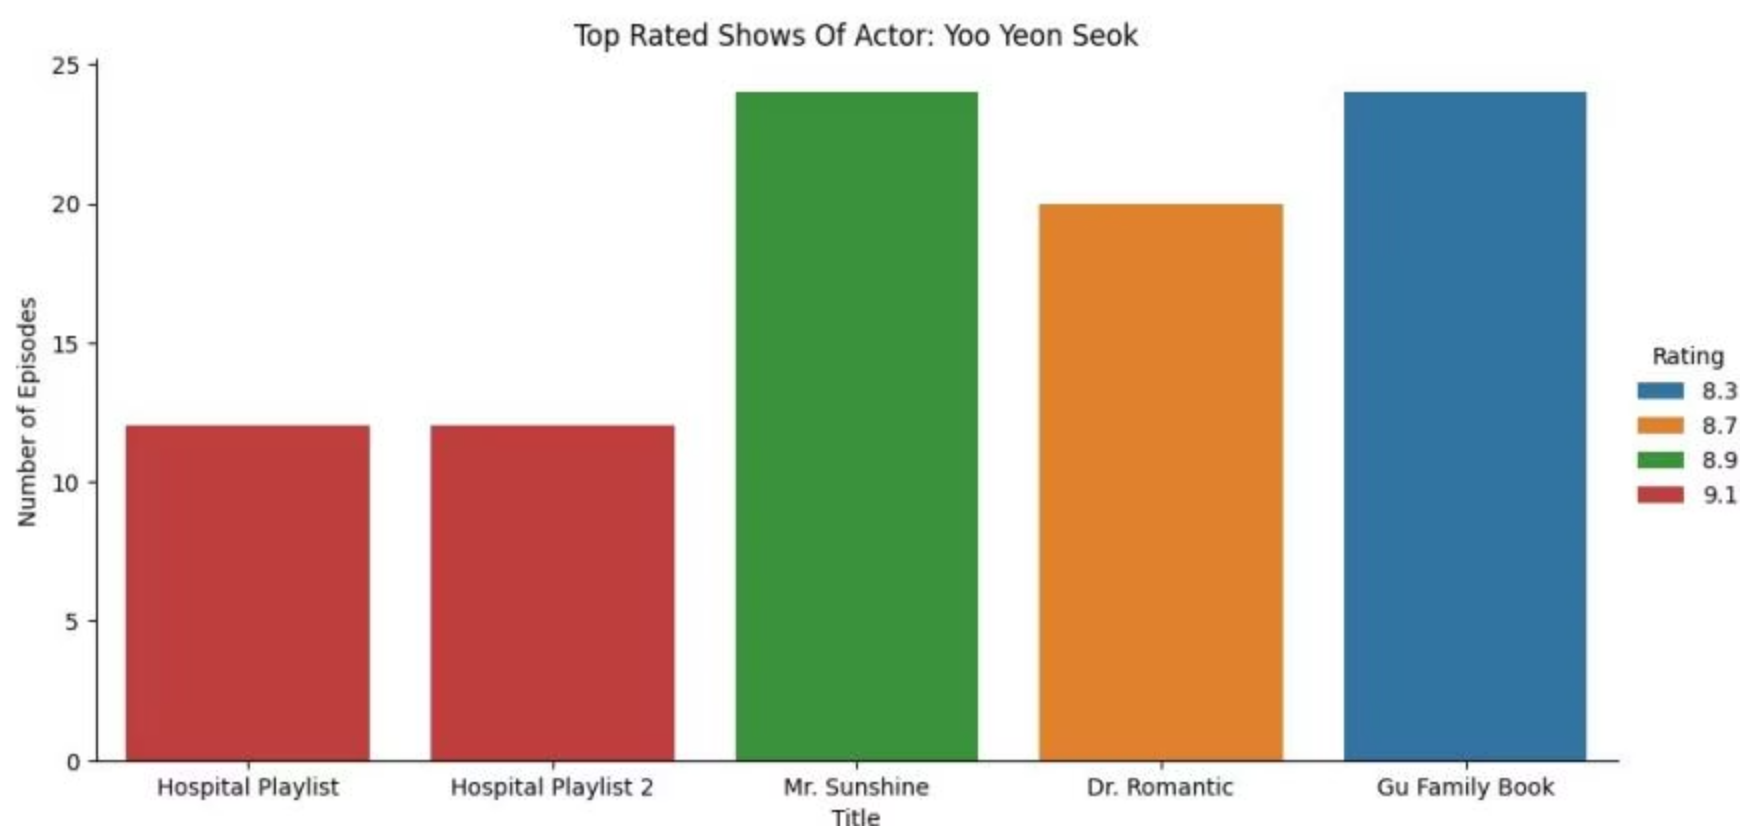 Top Rated Shows Of Actor: Yoo Yeon Seok
Number of Episodes
25
20
15
10
5
0
Hospital Playlist
Hospital Playlist 2
Mr. Sunshine
Dr. Romantic
Gu Family Book
Title
Rating
8.3
8.7
8.9
9.1